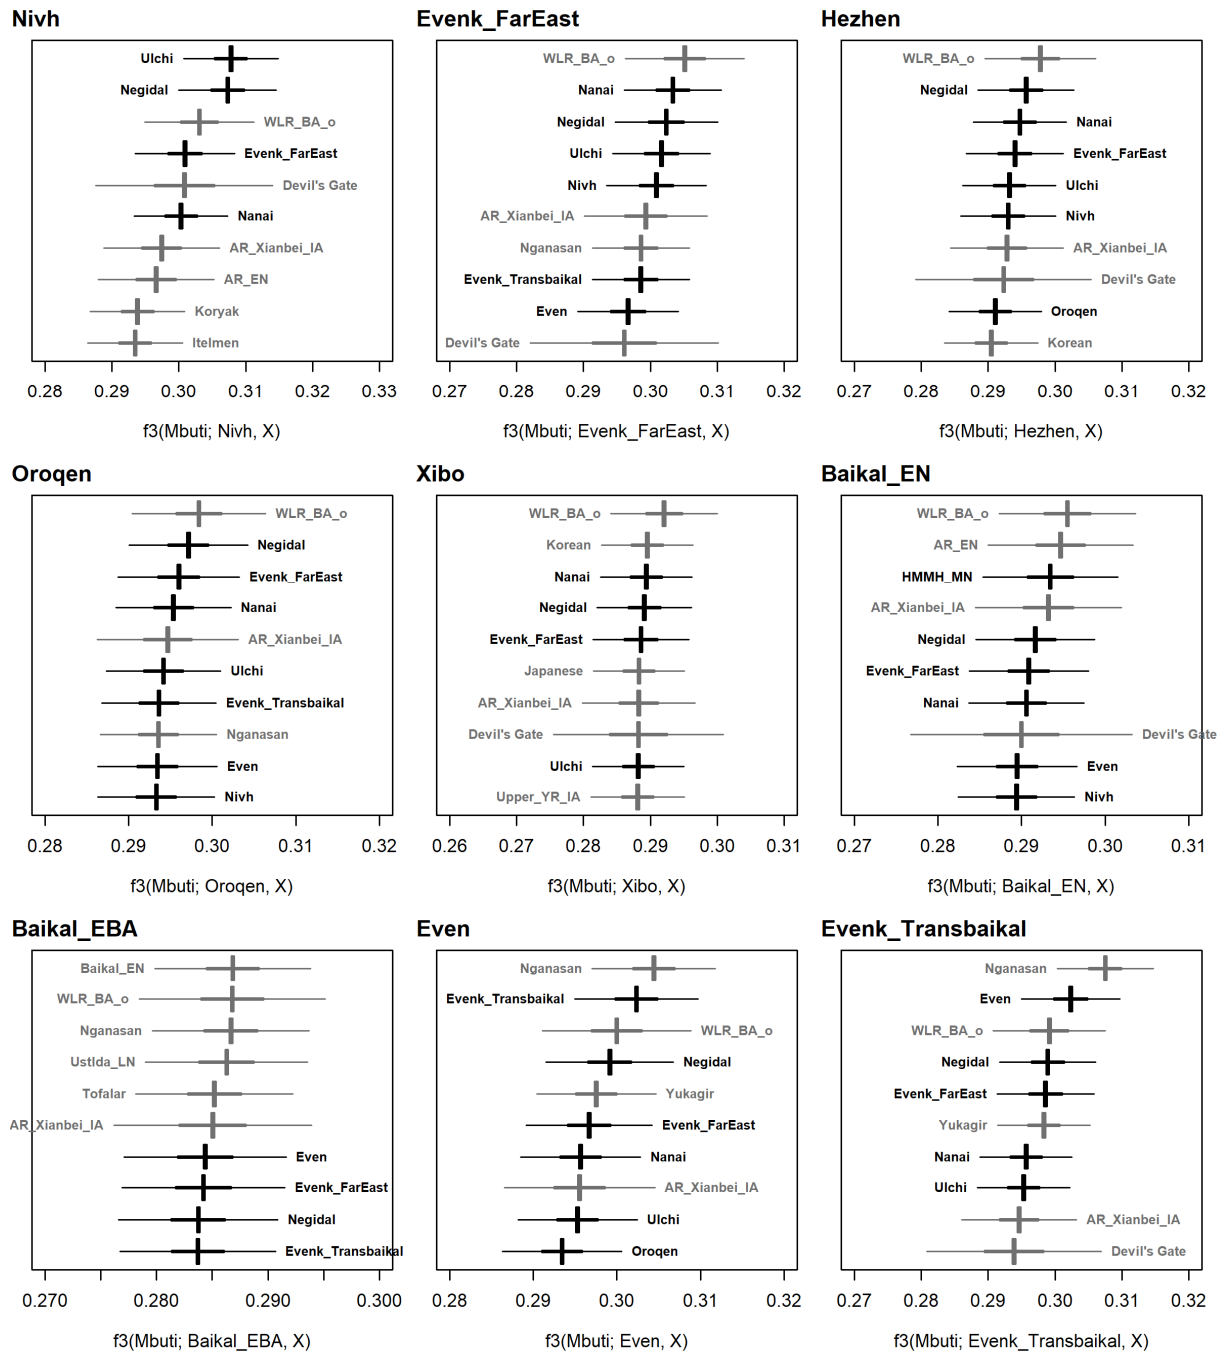 Nivh
Ulchi
Negidal
WLR_BA_o
Evenk_FarEast
Devil's Gate
Nanai
AR_Xianbei_IA
AR_EN
Koryak
Itelmen
0.28 0.29 0.30 0.31 0.32 0.33
f3(Mbuti; Nivh, X)
Evenk_FarEast
WLR_BA_o
Nanai
Negidal
Ulchi
Nivh
AR_Xianbei_IA
Nganasan
Evenk_Transbaikal
Even
Devil's Gate
0.27 0.28 0.29 0.30 0.31 0.32
f3(Mbuti; Evenk_FarEast, X)
Hezhen
WLR_BA_o
Negidal
Nanai
Evenk_FarEast
Ulchi
Nivh
AR_Xianbei_IA
Devil's Gate
Oroqen
Korean
0.27 0.28 0.29 0.30 0.31 0.32
f3(Mbuti; Hezhen, X)
Oroqen
WLR_BA_o
Negidal
Evenk_FarEast
Nanai
AR_Xianbei_IA
Ulchi
Evenk_Transbaikal
Nganasan
Even
Nivh
0.28 0.29 0.30 0.31 0.32
f3(Mbuti; Oroqen, X)
Xibo
WLR_BA_o
Korean
Nanai
Negidal
Evenk_FarEast
Japanese
AR_Xianbei_IA
Devil's Gate
Ulchi
Upper_YR_IA
0.26 0.27 0.28 0.29 0.30 0.31
f3(Mbuti; Xibo, X)
Baikal_EN
WLR_BA_o
AR_EN
HMMH_MN
AR_Xianbei_IA
Negidal
Evenk_FarEast
Nanai
Devil's Gate
Even
Nivh
0.27 0.28 0.29 0.30 0.31
f3(Mbuti; Baikal_EN, X)
Baikal_EBA
Baikal_EN
WLR_BA_o
Nganasan
UstIda_LN
Tofalar
AR_Xianbei_IA
Even
Evenk_FarEast
Negidal
Evenk_Transbaikal
0.270 0.280 0.290 0.300
f3(Mbuti; Baikal_EBA, X)
Even
Nganasan
Evenk_Transbaikal
WLR_BA_o
Negidal
Yukagir
Evenk_FarEast
Nanai
AR_Xianbei_IA
Ulchi
Oroqen
0.28 0.29 0.30 0.31 0.32
f3(Mbuti; Even, X)
Evenk_Transbaikal
Nganasan
Even
WLR_BA_o
Negidal
Evenk_FarEast
Yukagir
Nanai
Ulchi
AR_Xianbei_IA
Devil's Gate
0.27 0.28 0.29 0.30 0.31 0.32
f3(Mbuti; Evenk_Transbaikal, X)